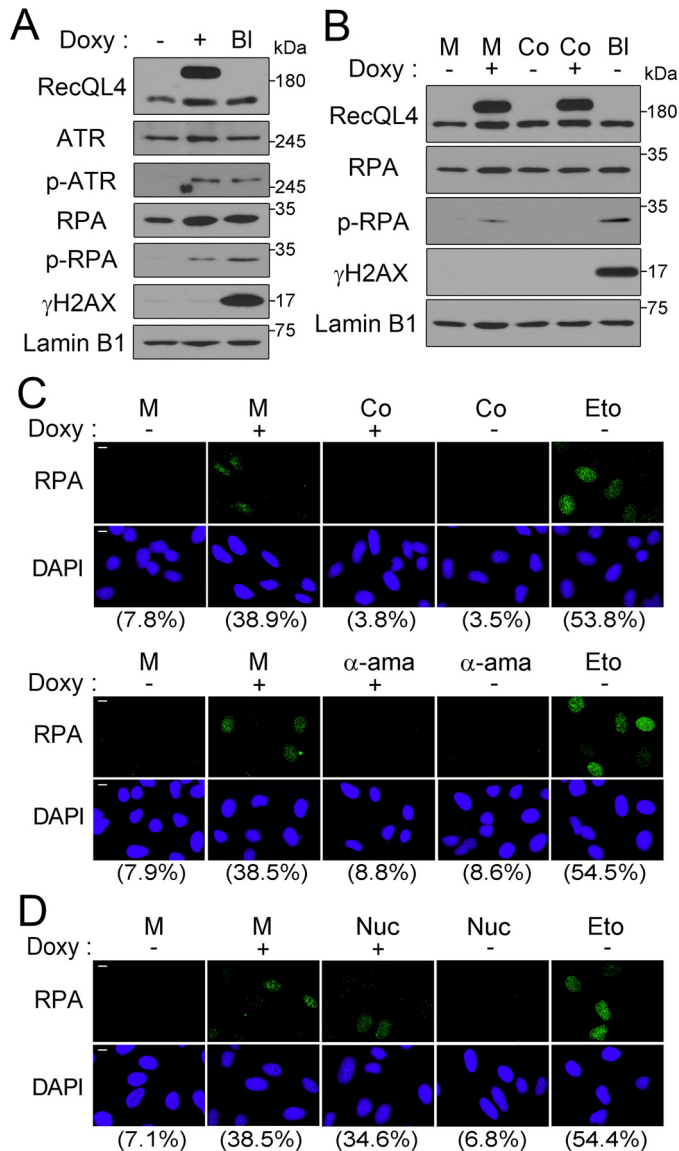 A
Doxy : - + Bl kDa
RecQL4 180
ATR 245
p-ATR 245
RPA 35
p-RPA 35
γH2AX 17
Lamin B1 75
B
M M Co Co Bl
Doxy : - + - + - kDa
RecQL4 180
RPA 35
p-RPA 35
γH2AX 17
Lamin B1 75
C
M M Co Co Eto
Doxy : - + + - -
RPA
DAPI
(7.8%) (38.9%) (3.8%) (3.5%) (53.8%)
M M α-ama α-ama Eto
Doxy : - + + - -
RPA
DAPI
(7.9%) (38.5%) (8.8%) (8.6%) (54.5%)
D
M M Nuc Nuc Eto
Doxy : - + + - -
RPA
DAPI
(7.1%) (38.5%) (34.6%) (6.8%) (54.4%)